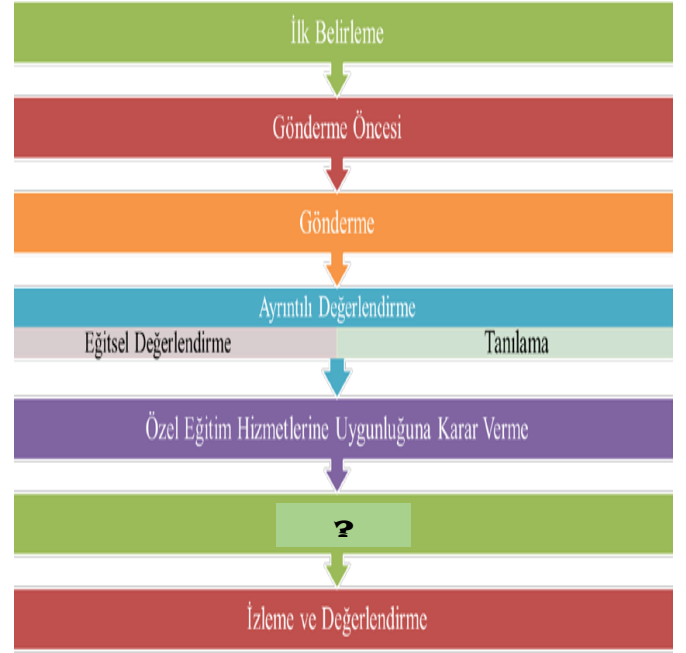 İlk Belirleme
Gönderme Öncesi
Gönderme
Ayrıntılı Değerlendirme
Eğitsel Değerlendirme
Tanılama
Özel Eğitim Hizmetlerine Uygunluğuna Karar Verme
?
İzleme ve Değerlendirme